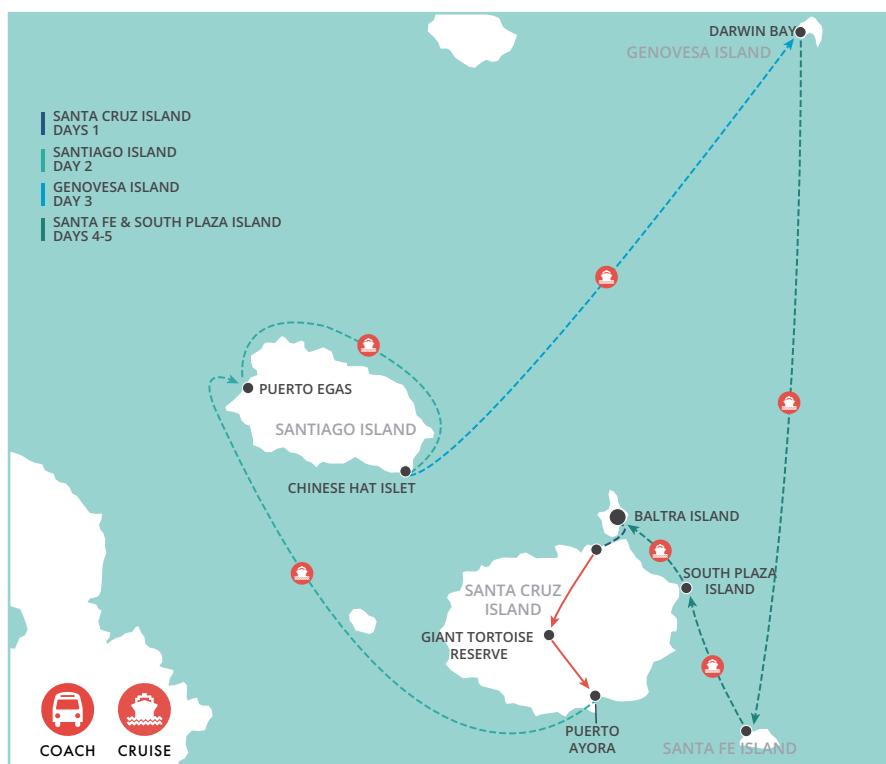 DARWIN BAY
GENOVESA ISLAND
SANTA CRUZ ISLAND
DAYS 1
SANTIAGO ISLAND
DAY 2
GENOVESA ISLAND
DAY 3
SANTA FE & SOUTH PLAZA ISLAND
DAYS 4-5
PUERTO EGAS
SANTIAGO ISLAND
CHINESE HAT ISLET
BALTRA ISLAND
SOUTH PLAZA
ISLAND
SANTA CRUZ
ISLAND
GIANT TORTOISE
RESERVE
PUERTO
AYORA
SANTA FE ISLAND
COACH
CRUISE